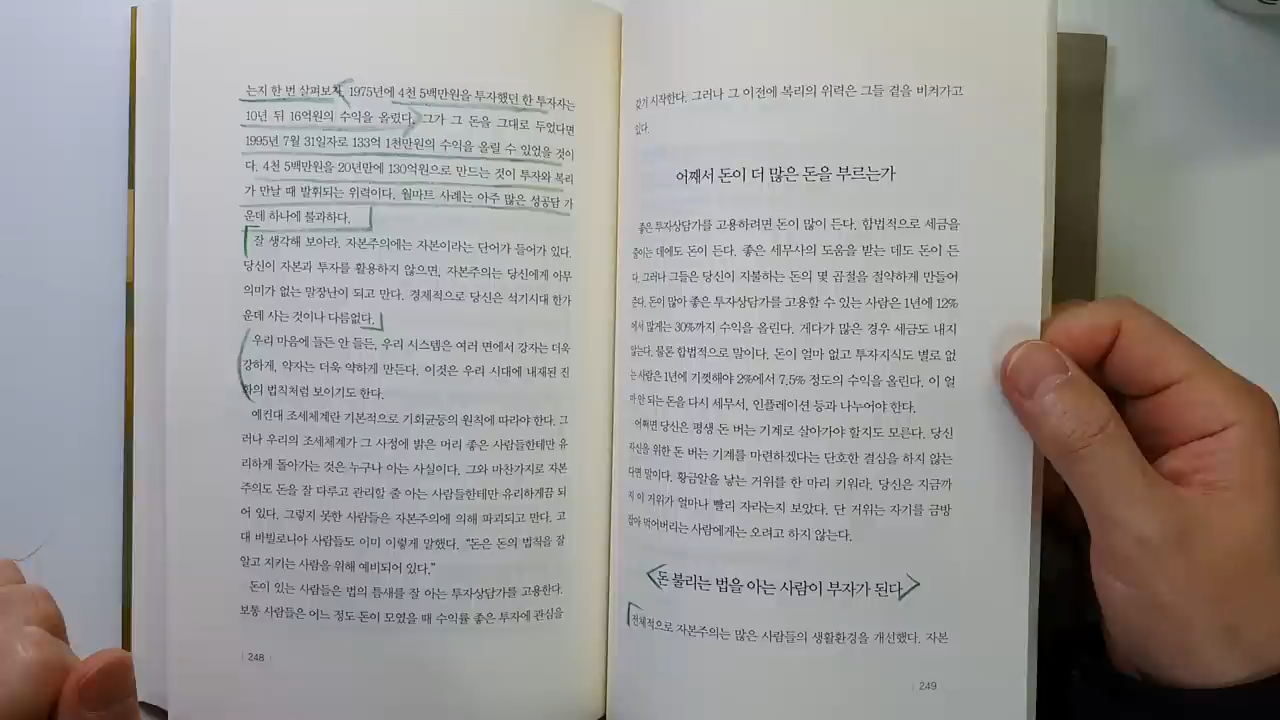 는지 한 번 살펴보자. 1975년에 4천 5백만원을 투자했던 한 투자자는
10년 뒤 16억원의 수익을 올렸다. 그가 그 돈을 그대로 두었다면
1995년 7월 31일자로 133억 1천만원의 수익을 올릴 수 있었을 것이
다. 4천 5백만원을 20년만에 130억원으로 만드는 것이 투자와 복리
가 만날 때 발휘되는 위력이다. 월마트 사례는 아주 많은 성공담 가
운데 하나에 불과하다.
잘 생각해 보아라. 자본주의에는 자본이라는 단어가 들어가 있다.
당신이 자본과 투자를 활용하지 않으면, 자본주의는 당신에게 아무
의미가 없는 말장난이 되고 만다. 경제적으로 당신은 석기시대 한가
운데 사는 것이나 다름없다.
우리 마음에 들든 안 들든, 우리 시스템은 여러 면에서 강자는 더욱
강하게, 약자는 더욱 약하게 만든다. 이것은 우리 시대에 내재된 진
화의 법칙처럼 보이기도 한다.
예컨대 조세체계란 기본적으로 기회균등의 원칙에 따라야 한다. 그
러나 우리의 조세체계가 그 사정에 밝은 머리 좋은 사람들한테만 유
리하게 돌아가는 것은 누구나 아는 사실이다. 그와 마찬가지로 자본
주의도 돈을 잘 다루고 관리할 줄 아는 사람들한테만 유리하게끔 되
어 있다. 그렇지 못한 사람들은 자본주의에 의해 파괴되고 만다. 고
대 바빌로니아 사람들도 이미 이렇게 말했다. “돈은 돈의 법칙을 잘
알고 지키는 사람을 위해 예비되어 있다.”
돈이 있는 사람들은 법의 틈새를 잘 아는 투자상담가를 고용한다.
보통 사람들은 어느 정도 돈이 모였을 때 수익률 좋은 투자에 관심을
248
갖기 시작한다. 그러나 그 이전에 복리의 위력은 그들 곁을 비켜가고
있다.
어째서 돈이 더 많은 돈을 부르는가
좋은 투자상담가를 고용하려면 돈이 많이 든다. 합법적으로 세금을
줄이는 데에도 돈이 든다. 좋은 세무사의 도움을 받는 데도 돈이 든
다. 그러나 그들은 당신이 지불하는 돈의 몇 곱절을 절약하게 만들어
준다. 돈이 많아 좋은 투자상담가를 고용할 수 있는 사람은 1년에 12%
에서 많게는 30%까지 수익을 올린다. 게다가 많은 경우 세금도 내지
않는다. 물론 합법적으로 말이다. 돈이 얼마 없고 투자지식도 별로 없
는 사람은 1년에 기껏해야 2%에서 7.5% 정도의 수익을 올린다. 이 얼
마 안 되는 돈을 다시 세무서, 인플레이션 등과 나누어야 한다.
어쩌면 당신은 평생 돈 버는 기계로 살아가야 할지도 모른다. 당신
자신을 위한 돈 버는 기계를 마련하겠다는 단호한 결심을 하지 않는
다면 말이다. 황금알을 낳는 거위를 한 마리 키워라. 당신은 지금까
지 이 거위가 얼마나 빨리 자라는지 보았다. 단 거위는 자기를 금방
잡아 먹어버리는 사람에게는 오려고 하지 않는다.
돈 불리는 법을 아는 사람이 부자가 된다
전체적으로 자본주의는 많은 사람들의 생활환경을 개선했다. 자본
249